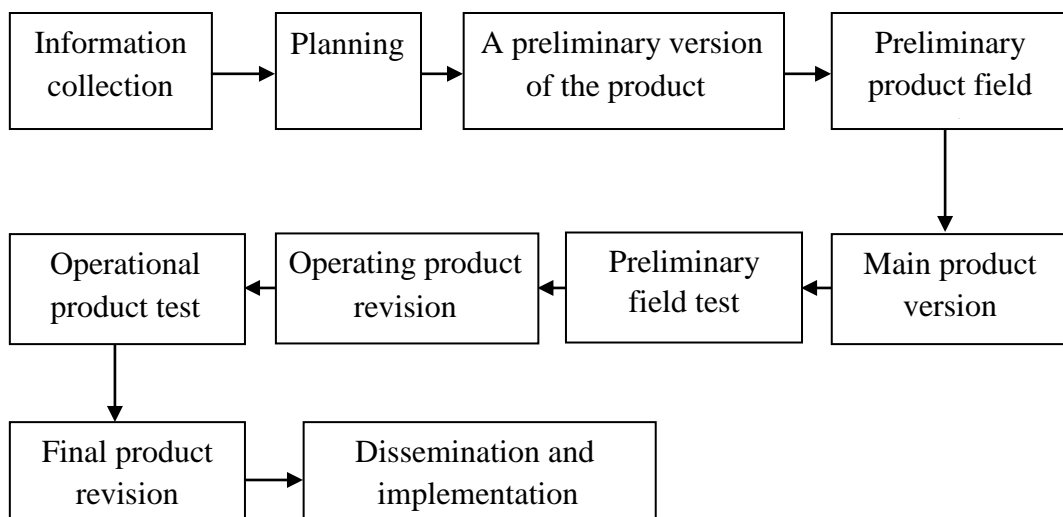 Information
collection
Planning
A preliminary version
of the product
Preliminary
product field
Main product
version
Preliminary
field test
Operating product
revision
Operational
product test
Final product
revision
Dissemination and
implementation